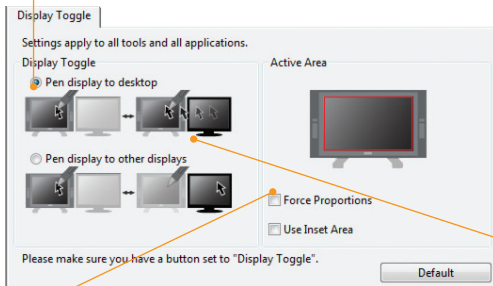 Display Toggle
Settings apply to all tools and all applications.
Display Toggle
Pen display to desktop
Pen display to other displays
Active Area
Force Proportions
Use Inset Area
Please make sure you have a button set to "Display Toggle".
Default